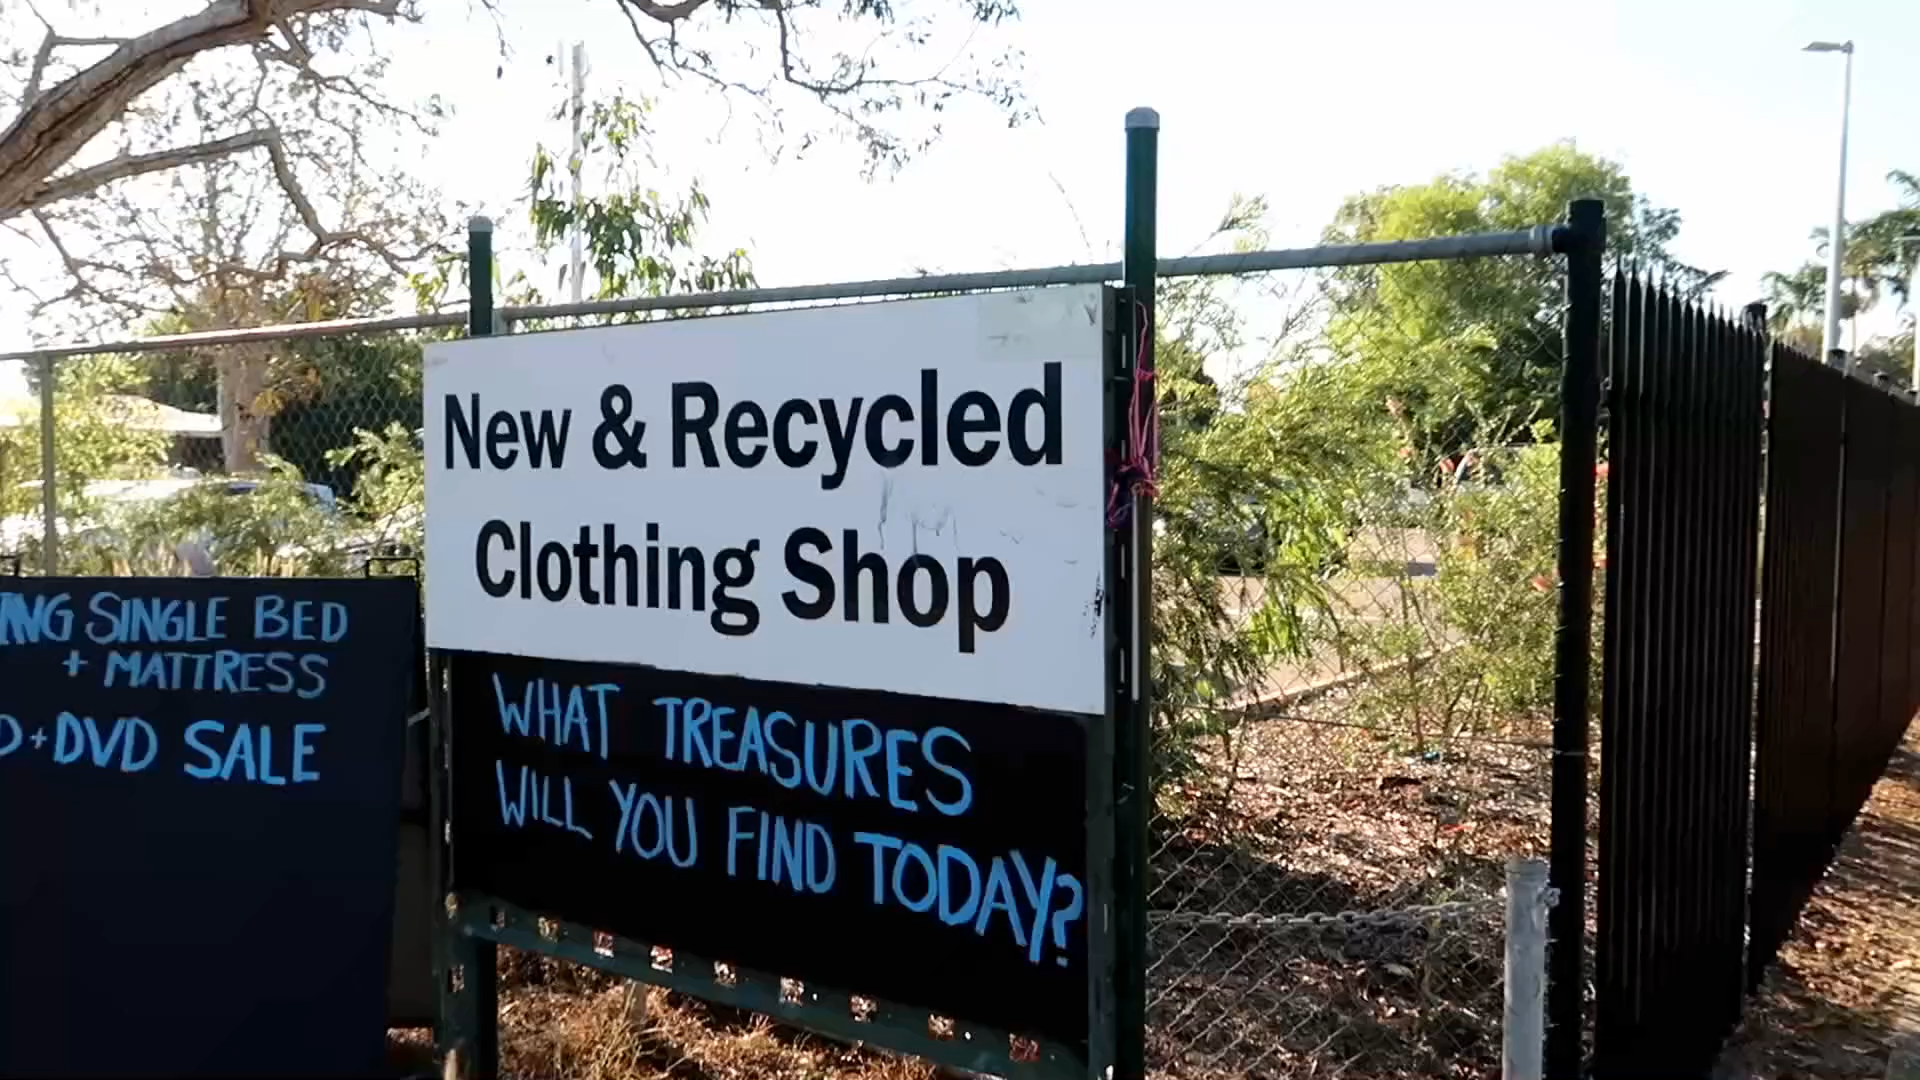 New & Recycled
Clothing Shop
WHAT TREASURES
WILL YOU FIND TODAY?
SINGLE BED
+ MATTRESS
+DVD SALE